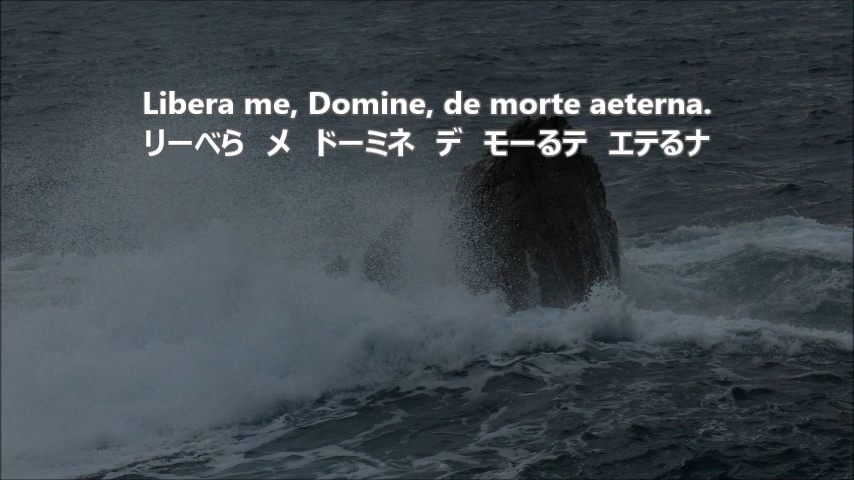 Libera me, Domine, de morte aeterna.
リーべら　メ　ドーミネ　デ　モーるテ　エテるナ